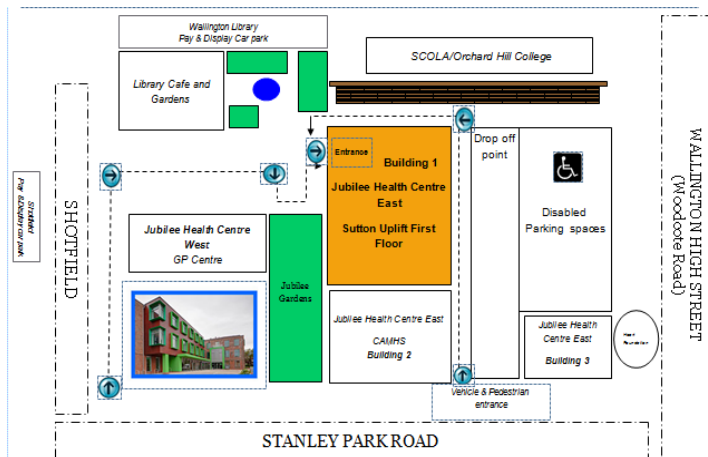 Wallington Library
Pay & Display Car park
SCOLA/Orchard Hill College
Library Cafe and
Gardens
Drop off
point
Entrance
Building 1
Jubilee Health Centre
East
Sutton Uplift First
Floor
Disabled
Parking spaces
WALLINGTON HIGH STREET
(Woodcote Road)
Shotfield
Pay &Display car park
SHOTFIELD
Jubilee Health Centre
West
GP Centre
Jubilee
Gardens
Jubilee Health Centre East
CAMHS
Building 2
Jubilee Health
Centre East
Building 3
Heart
Foundation
Vehicle & Pedestrian
entrance
STANLEY PARK ROAD